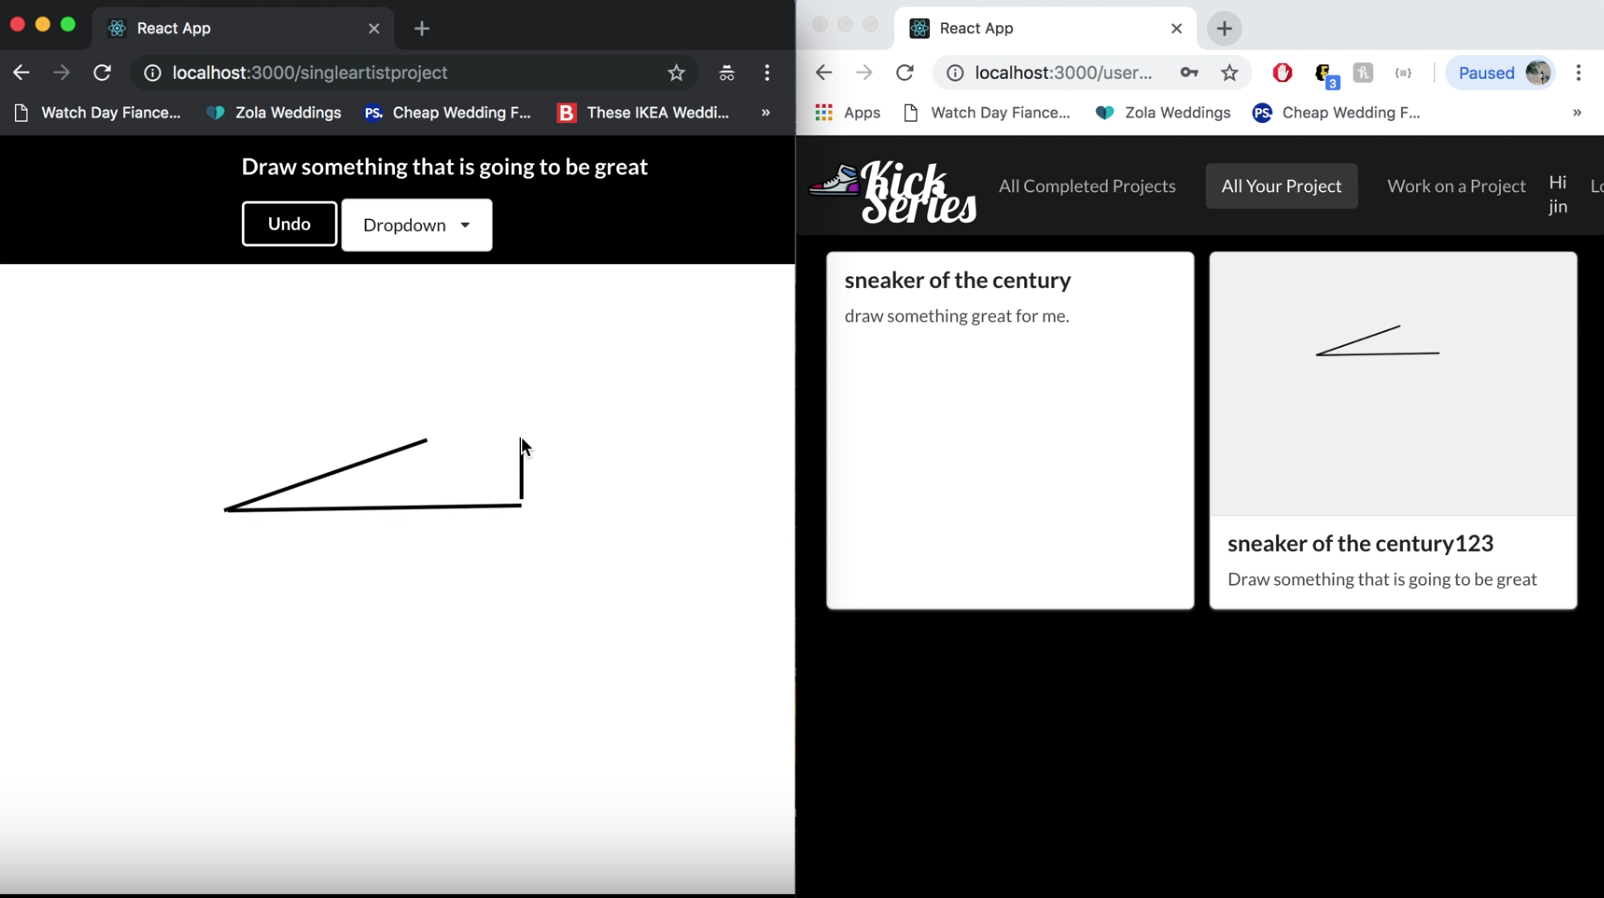 React App
localhost:3000/singleartistproject
Watch Day Fiance...
Zola Weddings
PS.
Cheap Wedding F...
B
These IKEA Weddi...
»
Draw something that is going to be great
Undo
Dropdown
React App
localhost:3000/user...
3
Paused
Apps
Watch Day Fiance...
Zola Weddings
PS.
Cheap Wedding F...
»
Kick
Series
All Completed Projects
All Your Project
Work on a Project
Hi
jin
Lo
sneaker of the century
draw something great for me.
sneaker of the century123
Draw something that is going to be great